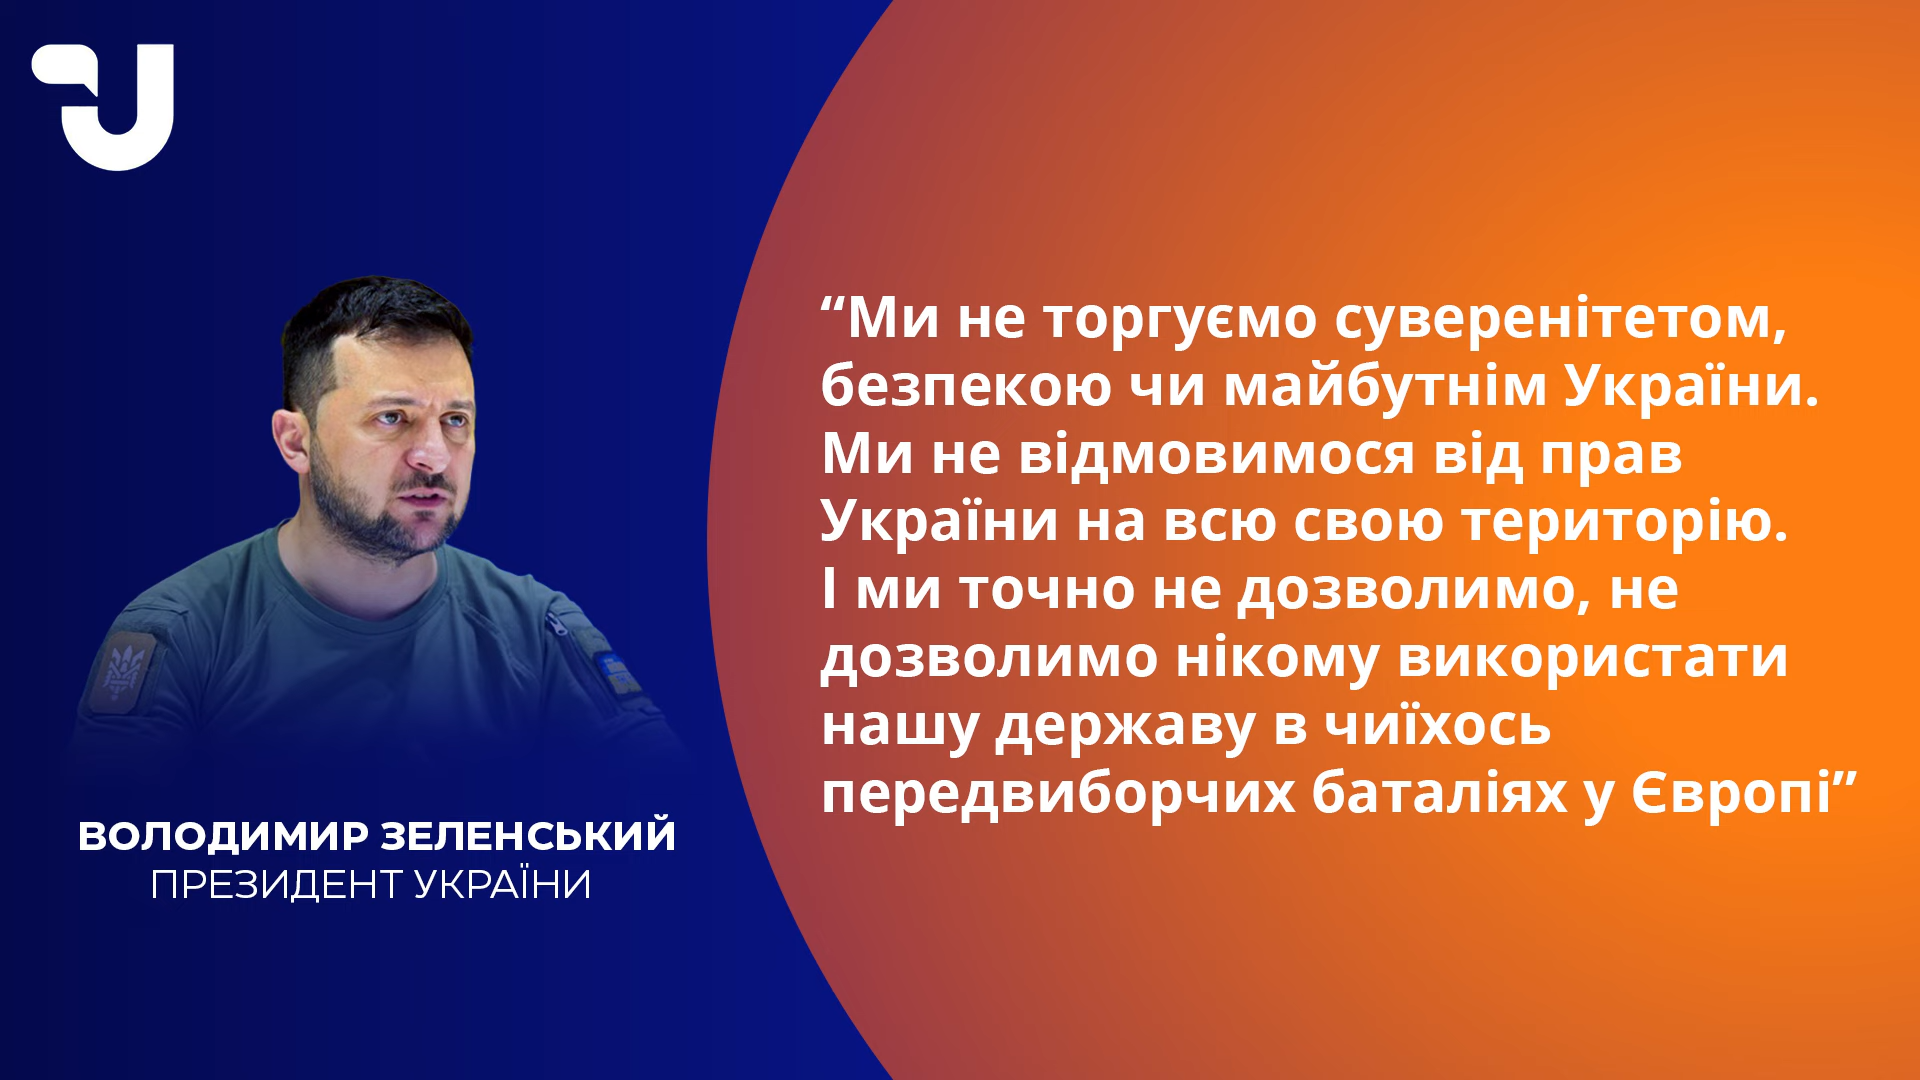 “Ми не торгуємо суверенітетом,
безпекою чи майбутнім України.
Ми не відмовимося від прав
України на всю свою територію.
І ми точно не дозволимо, не
дозволимо нікому використати
нашу державу в чиїхось
передвиборчих баталіях у Європі”
ВОЛОДИМИР ЗЕЛЕНСЬКИЙ
ПРЕЗИДЕНТ УКРАЇНИ